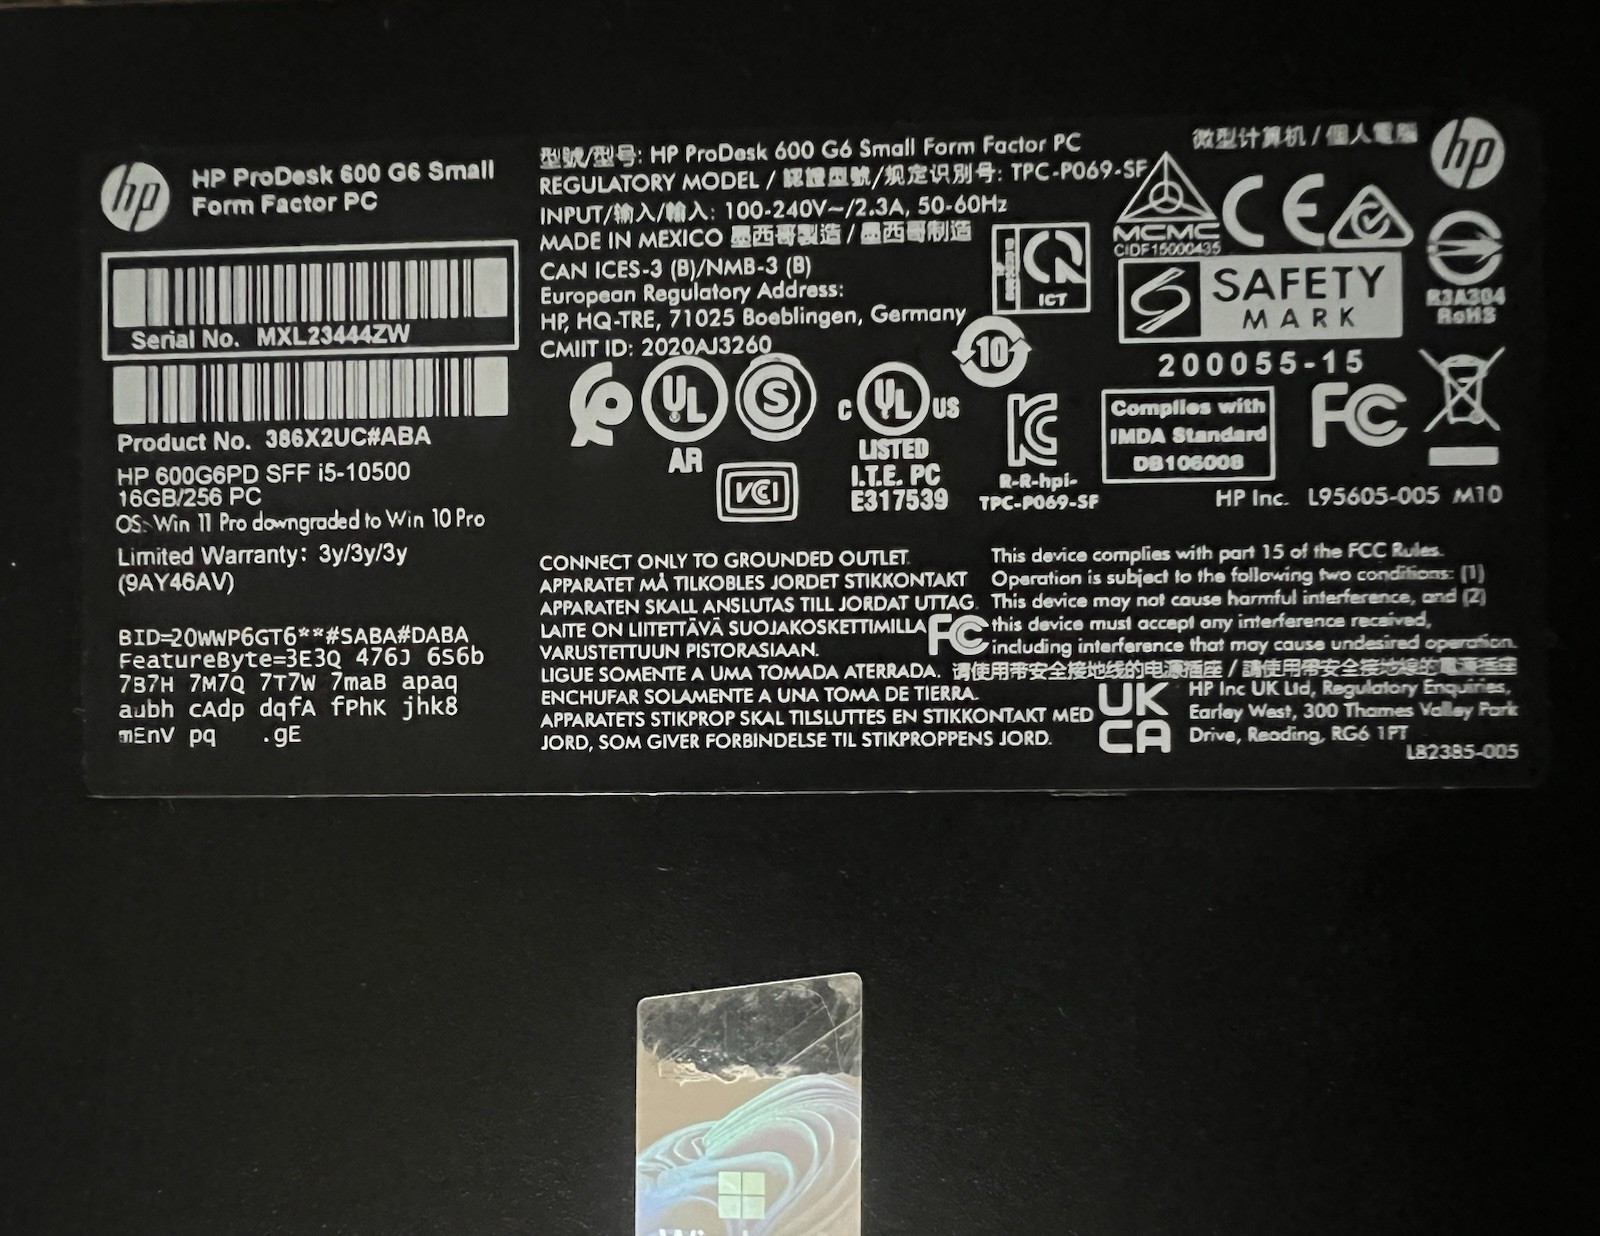 HP ProDesk 600 G6 Small
Form Factor PC
Serial No. MXL23444ZW
Product No. 386X2UC#ABA
HP 600G6PD SFF i5-10500
16GB/256 PC
OS: Win 11 Pro downgraded to Win 10 Pro
Limited Warranty: 3y/3y/3y
(9AY46AV)
BID=20WWP6GT6**#SABA#DABA
FeatureByte=3E3Q 476J 6S6b
7B7H 7M7Q 7T7W 7maB apaq
aubh cAdp dqfA fPhK jhk8
mEnV pq .gE
型號/型号: HP ProDesk 600 G6 Small Form Factor PC
REGULATORY MODEL / 認證型號/规定识别号: TPC-P069-SF
INPUT/输入/輸入: 100-240V~/2.3A, 50-60Hz
MADE IN MEXICO 墨西哥製造 / 墨西哥制造
CAN ICES-3 (B)/NMB-3 (B)
European Regulatory Address:
HP, HQ-TRE, 71025 Boeblingen, Germany
CMIIT ID: 2020AJ3260
微型计算机 / 個人電腦
hp
hp
MCMC
CIDF15000435
CE
ICT
SAFETY
MARK
200055-15
R3A304
RoHS
10
UL
AR
S
VCI
c UL US
LISTED
I.T.E. PC
E317539
KC
R-R-hpi-
TPC-P069-SF
Complies with
IMDA Standard
DB106008
FC
HP Inc. L95605-005 M10
CONNECT ONLY TO GROUNDED OUTLET.
APPARATET MÅ TILKOBLES JORDET STIKKONTAKT
APPARATEN SKALL ANSLUTAS TILL JORDAT UTTAG.
LAITE ON LIITETTÄVÄ SUOJAKOSKETTIMILLA
VARUSTETTUUN PISTORASIAAN.
LIGUE SOMENTE A UMA TOMADA ATERRADA. 请使用带安全接地线的电源插座 / 請使用帶安全接地線的電源插座
ENCHUFAR SOLAMENTE A UNA TOMA DE TIERRA.
APPARATETS STIKPROP SKAL TILSLUTTES EN STIKKONTAKT MED
JORD, SOM GIVER FORBINDELSE TIL STIKPROPPENS JORD.
FC
This device complies with part 15 of the FCC Rules.
Operation is subject to the following two conditions: (1)
This device may not cause harmful interference, and (2)
this device must accept any interference received,
including interference that may cause undesired operation.
UK
CA
HP Inc UK Ltd, Regulatory Enquiries,
Earley West, 300 Thames Valley Park
Drive, Reading, RG6 1PT
L82385-005